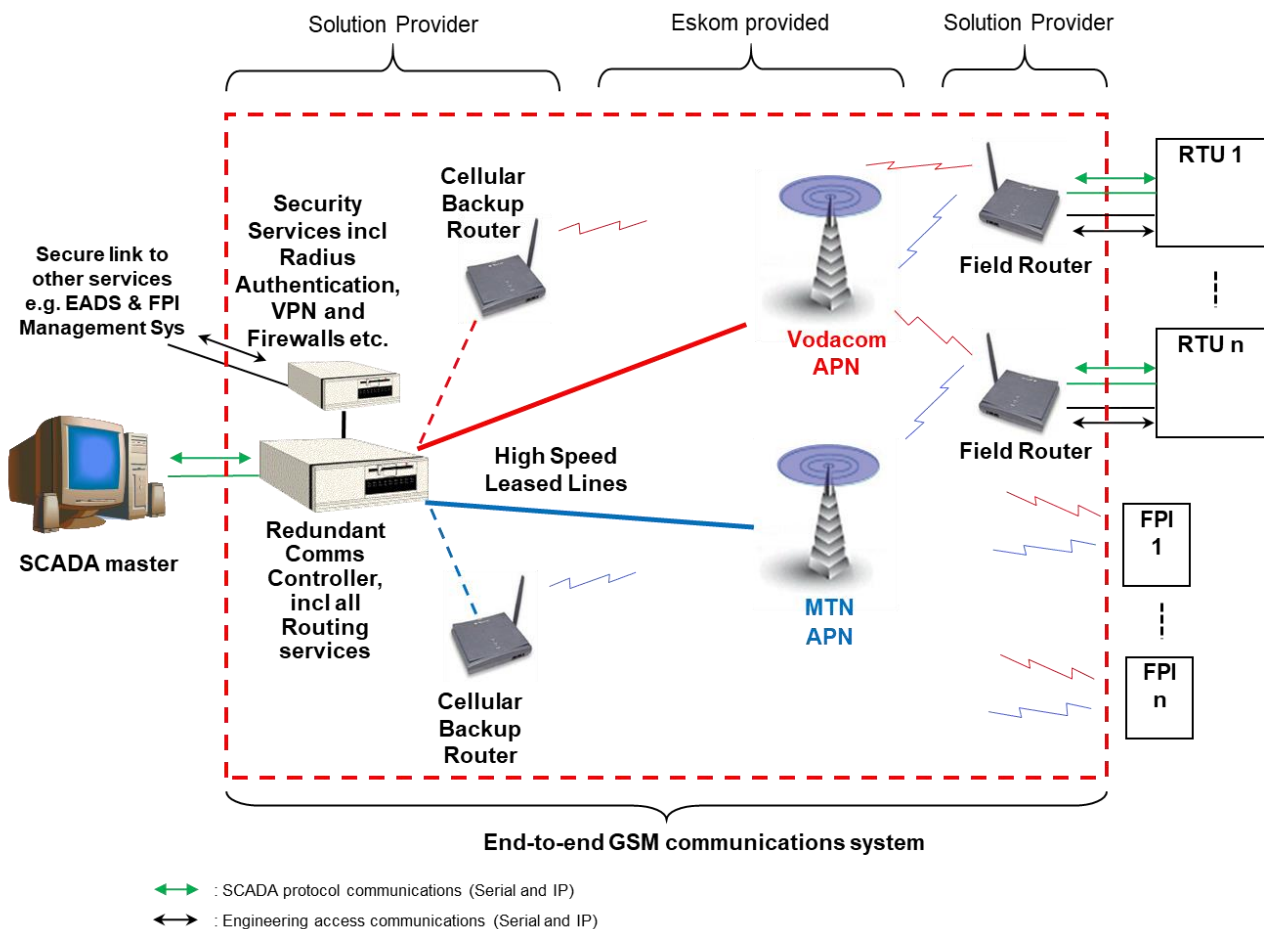 Solution Provider
Eskom provided
Solution Provider
Cellular
Backup
Router
Security
Services incl
Radius
Authentication,
VPN and
Firewalls etc.
Secure link to
other services
e.g. EADS & FPI
Management Sys
RTU 1
Field Router
Vodacom
APN
RTU n
Field Router
High Speed
Leased Lines
SCADA master
Redundant
Comms
Controller,
incl all
Routing
services
MTN
APN
FPI
1
FPI
n
Cellular
Backup
Router
End-to-end GSM communications system
: SCADA protocol communications (Serial and IP)
: Engineering access communications (Serial and IP)